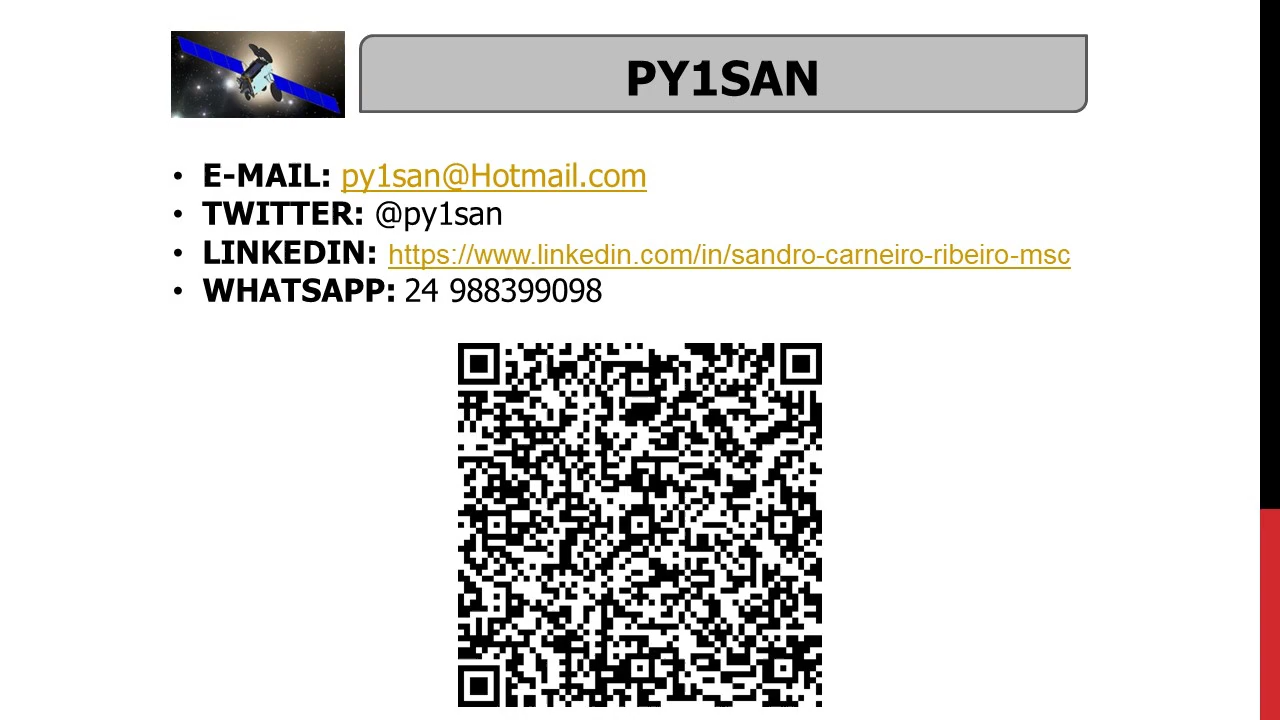 PY1SAN
• E-MAIL: py1san@Hotmail.com
• TWITTER: @py1san
• LINKEDIN: https://www.linkedin.com/in/sandro-carneiro-ribeiro-msc
• WHATSAPP: 24 988399098